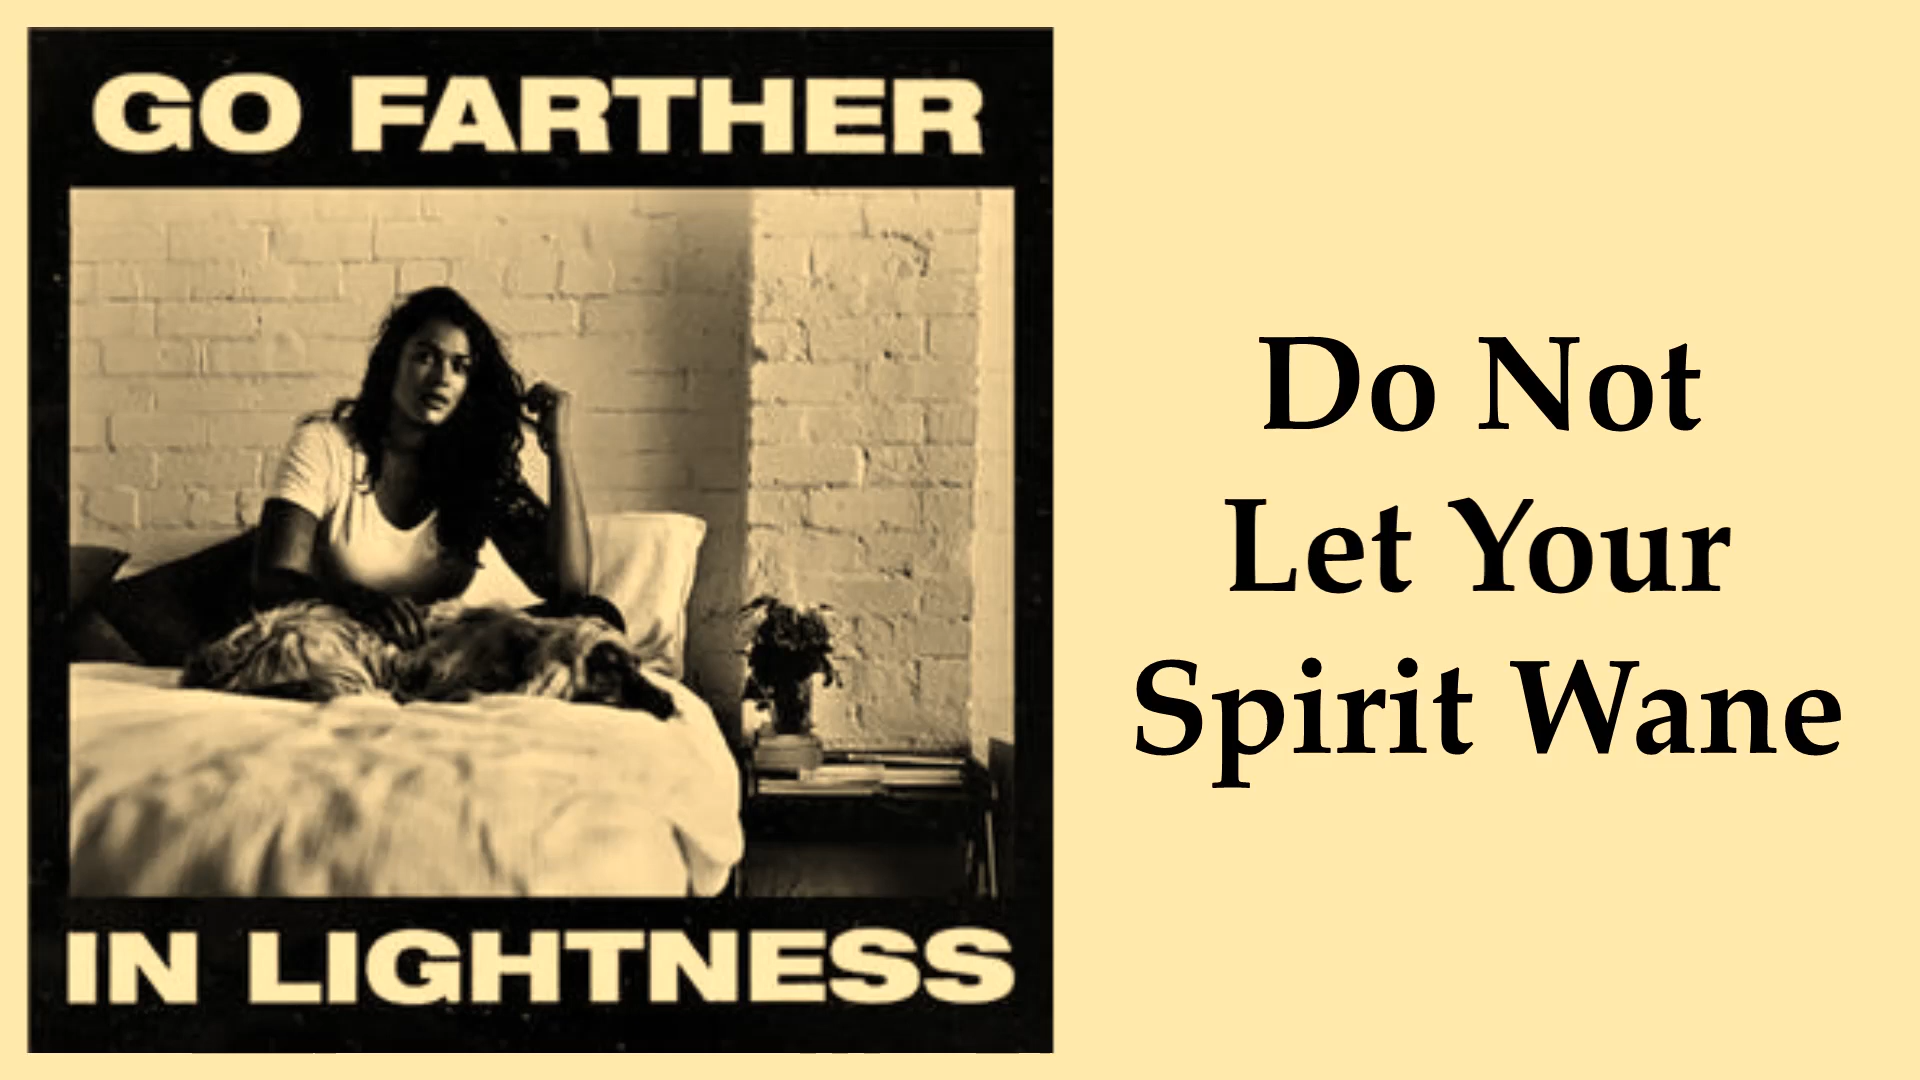 GO FARTHER
IN LIGHTNESS
Do Not
Let Your
Spirit Wane